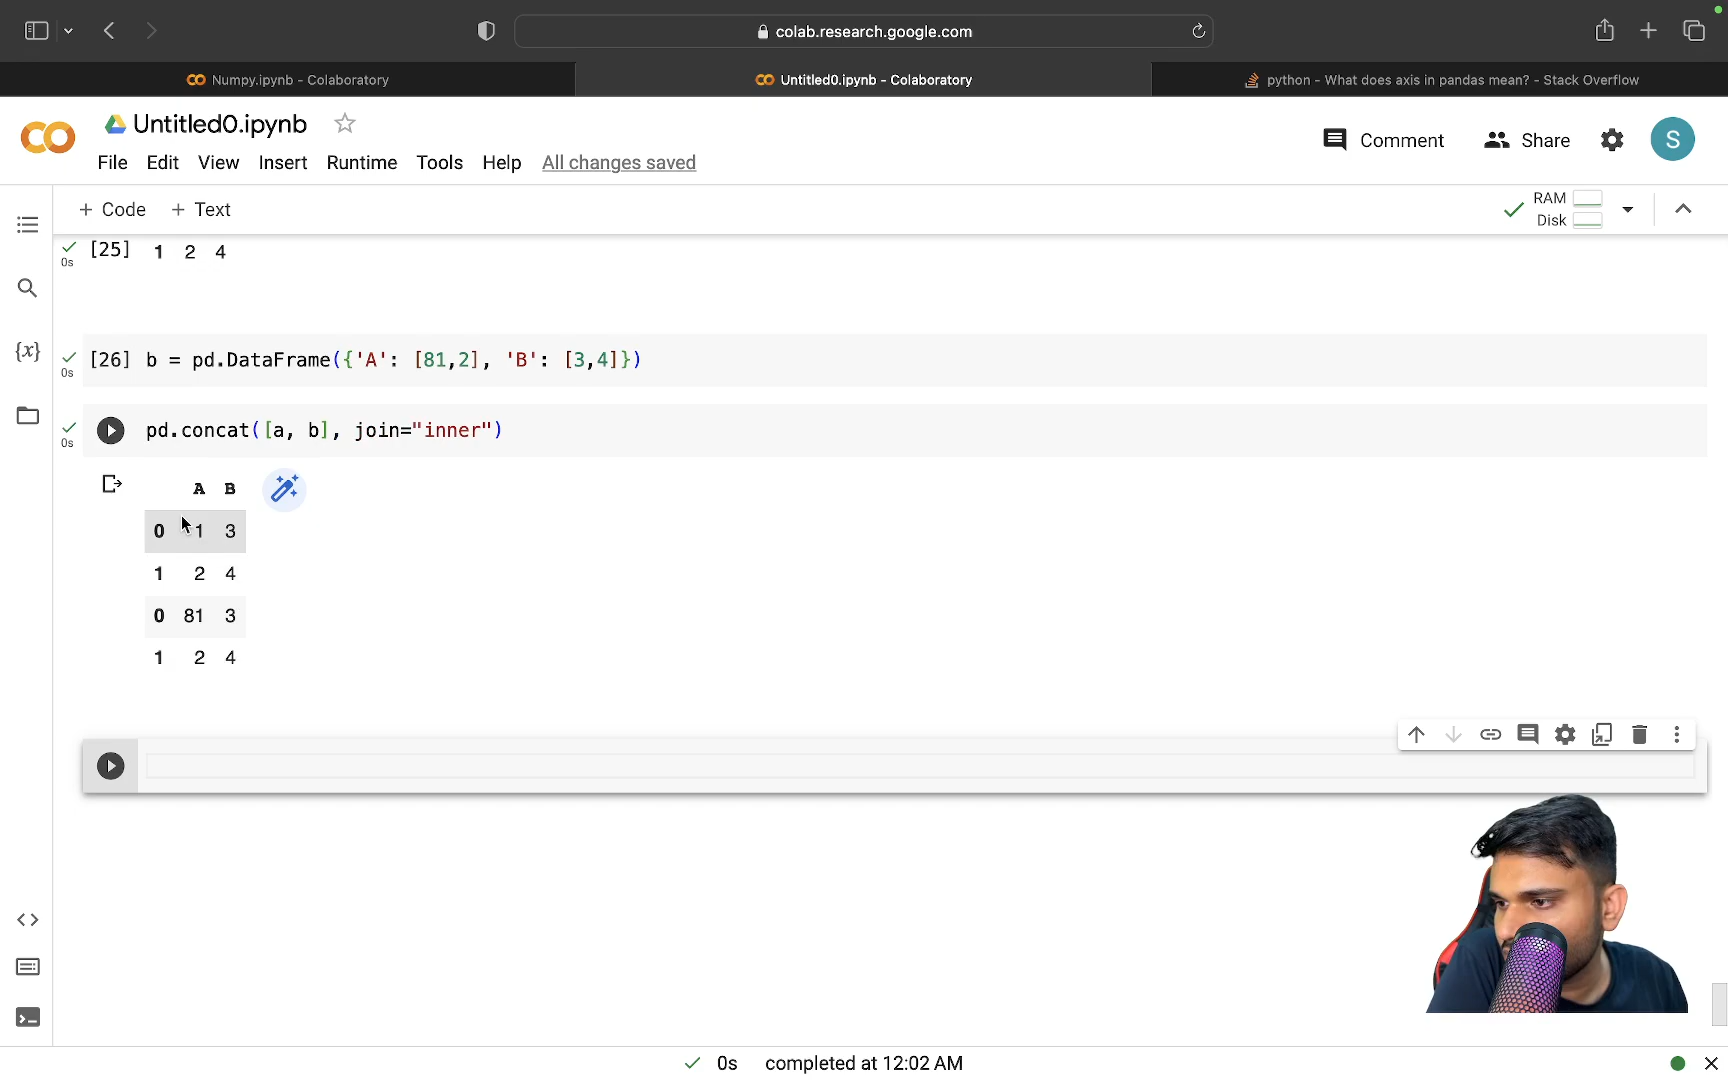 colab.research.google.com
Numpy.ipynb - Colaboratory
Untitled0.ipynb - Colaboratory
python - What does axis in pandas mean? - Stack Overflow
Untitled0.ipynb
Comment
Share
S
File Edit View Insert Runtime Tools Help All changes saved
+ Code + Text
RAM
Disk
[25] 1 2 4
0s
{x}
[26] b = pd.DataFrame({'A': [81,2], 'B': [3,4]})
0s
pd.concat([a, b], join="inner")
0s
A B
0 1 3
1 2 4
0 81 3
1 2 4
0s completed at 12:02 AM